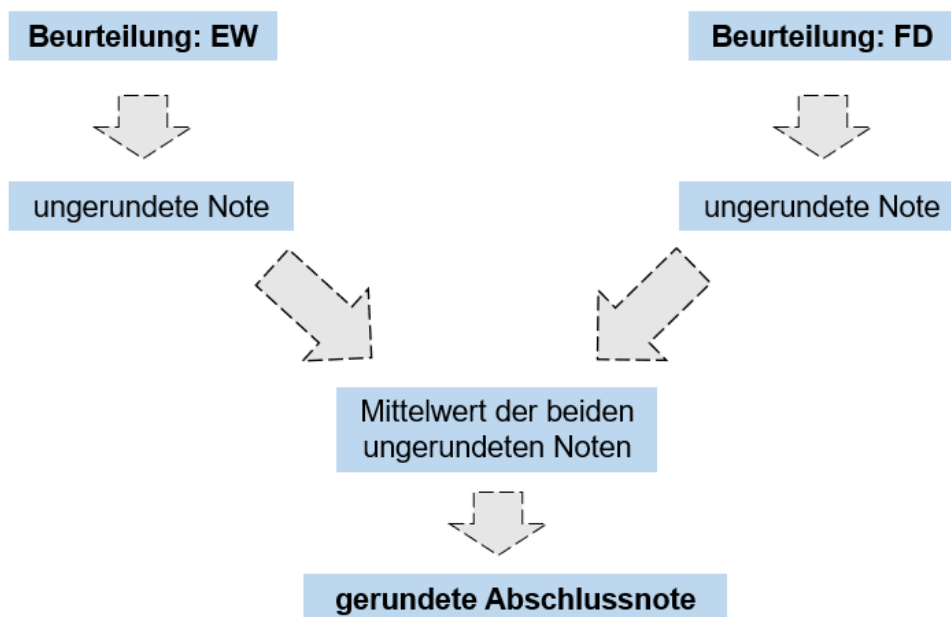 Beurteilung: EW
Beurteilung: FD
ungerundete Note
ungerundete Note
Mittelwert der beiden
ungerundeten Noten
gerundete Abschlussnote